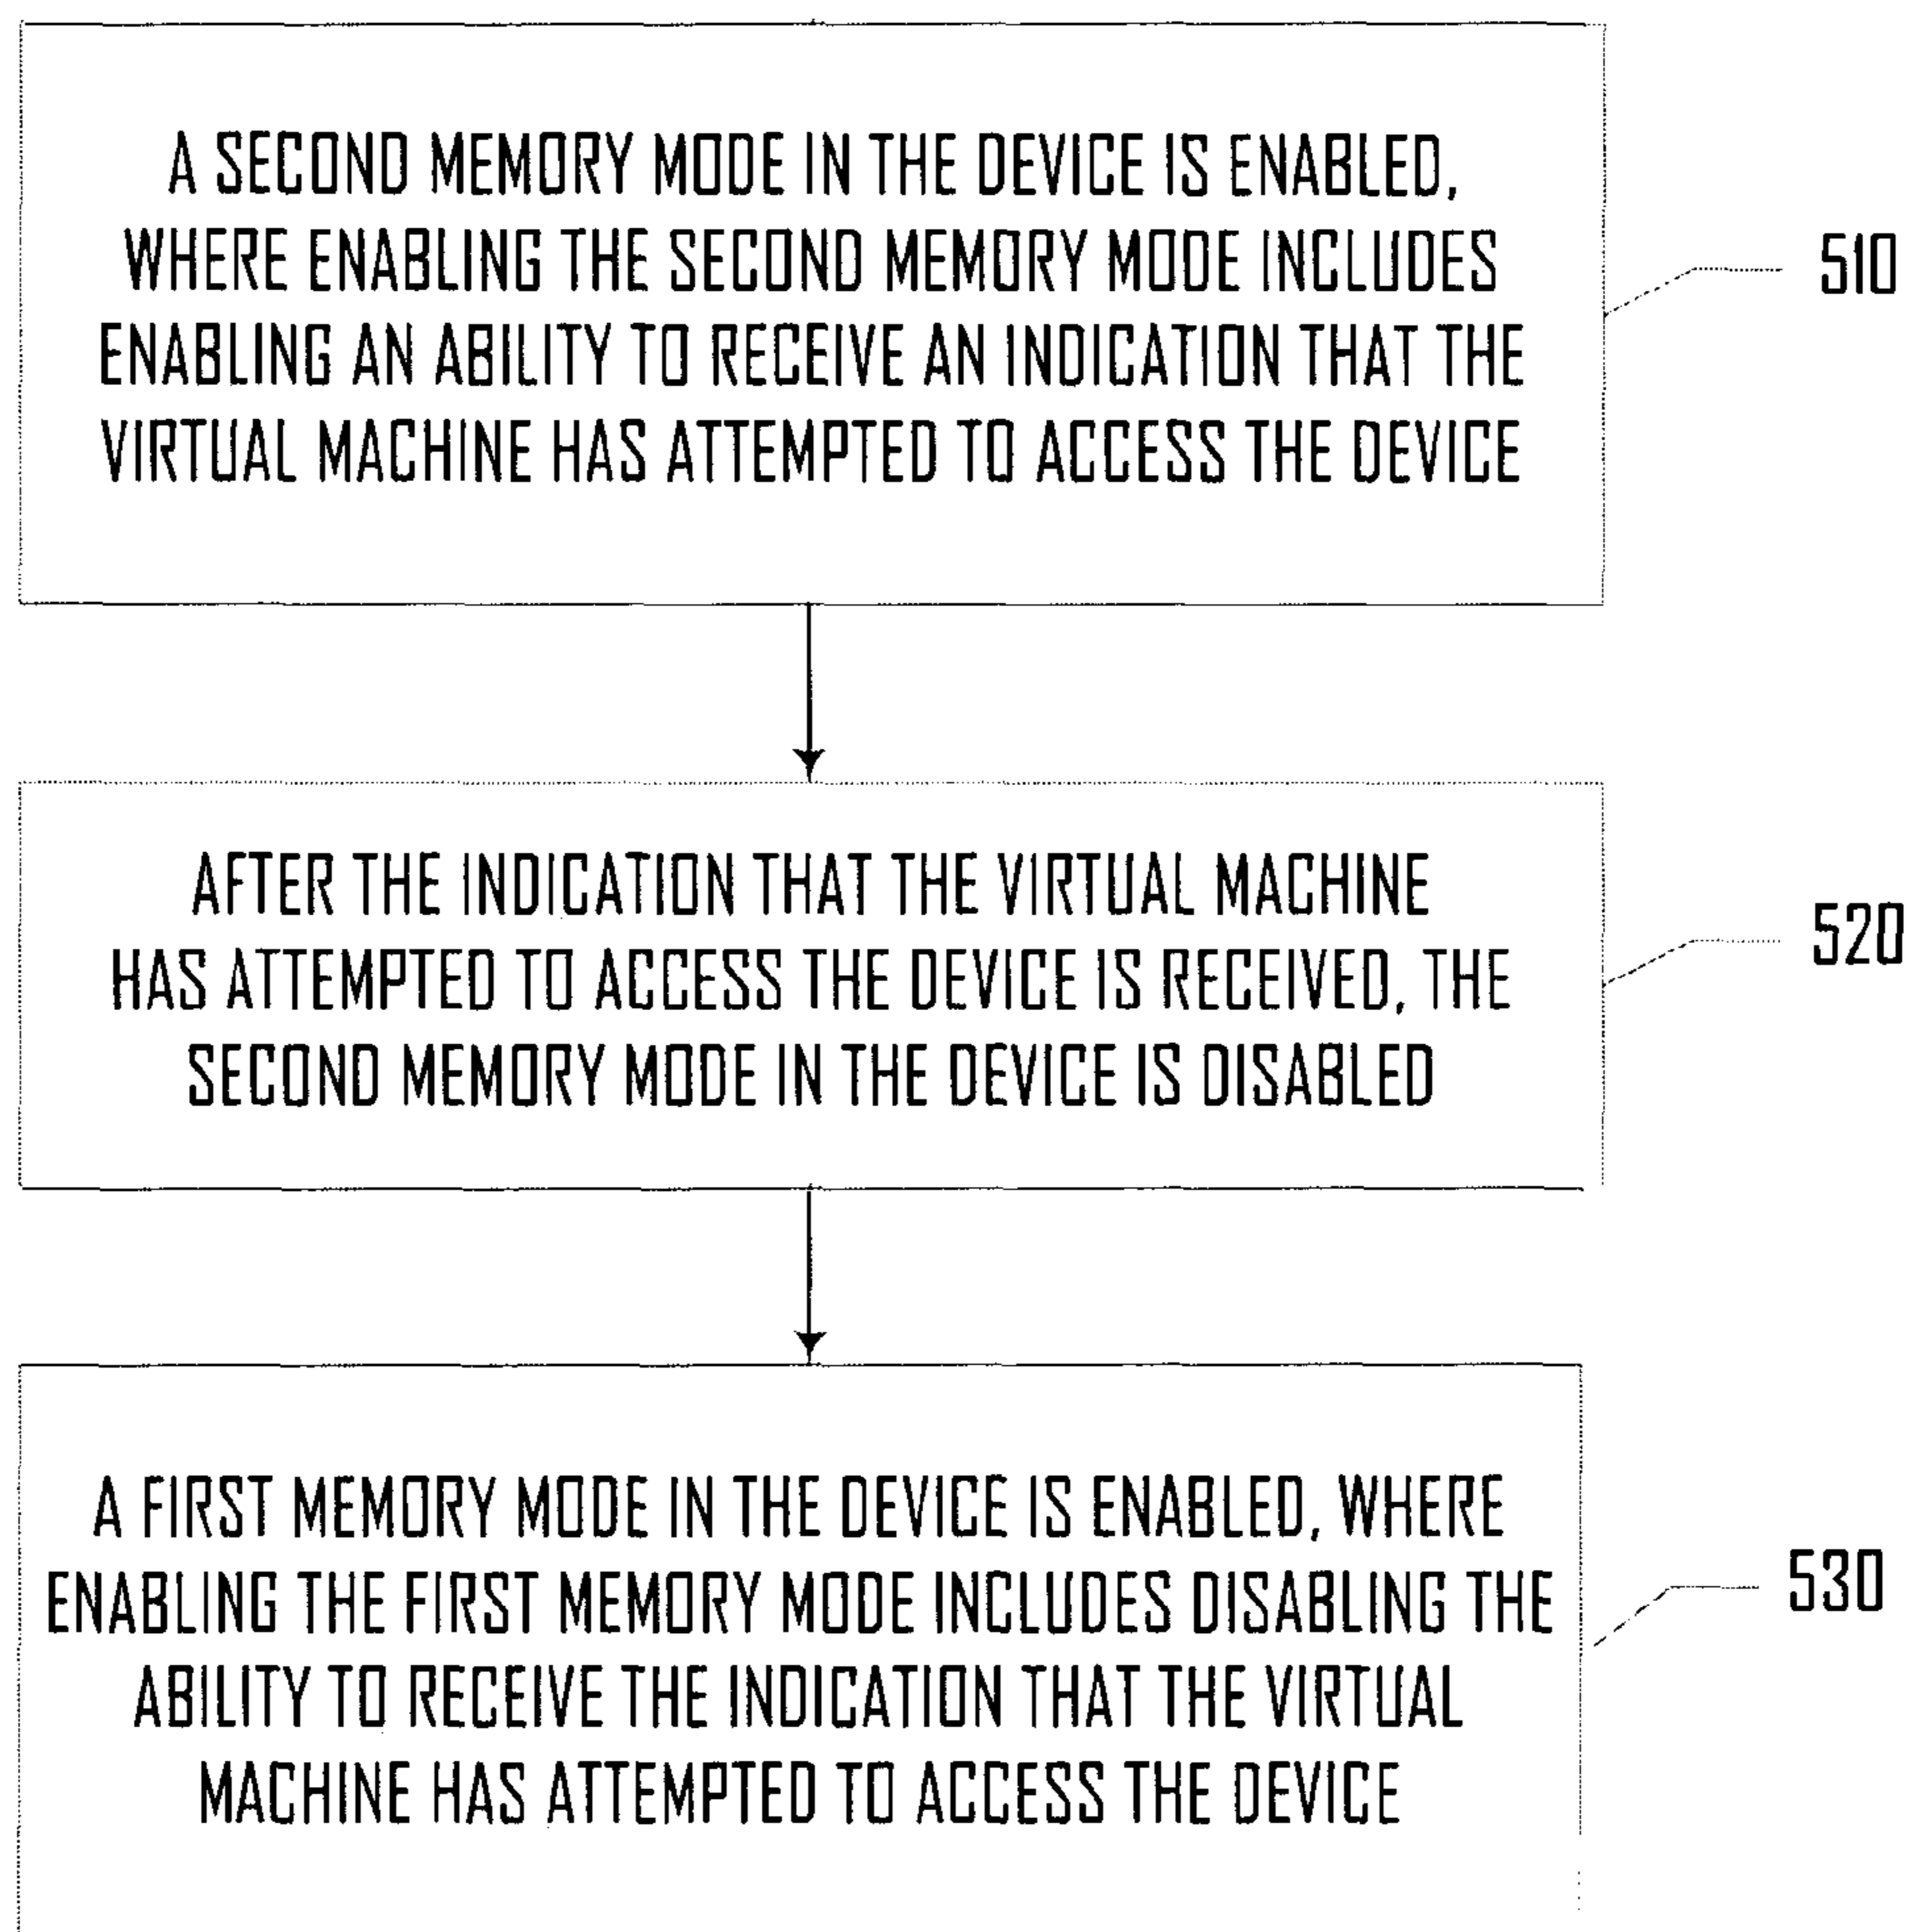 A SECOND MEMORY MODE IN THE DEVICE IS ENABLED,
WHERE ENABLING THE SECOND MEMORY MODE INCLUDES
ENABLING AN ABILITY TO RECEIVE AN INDICATION THAT THE
VIRTUAL MACHINE HAS ATTEMPTED TO ACCESS THE DEVICE
510
AFTER THE INDICATION THAT THE VIRTUAL MACHINE
HAS ATTEMPTED TO ACCESS THE DEVICE IS RECEIVED, THE
SECOND MEMORY MODE IN THE DEVICE IS DISABLED
520
A FIRST MEMORY MODE IN THE DEVICE IS ENABLED, WHERE
ENABLING THE FIRST MEMORY MODE INCLUDES DISABLING THE
ABILITY TO RECEIVE THE INDICATION THAT THE VIRTUAL
MACHINE HAS ATTEMPTED TO ACCESS THE DEVICE
530